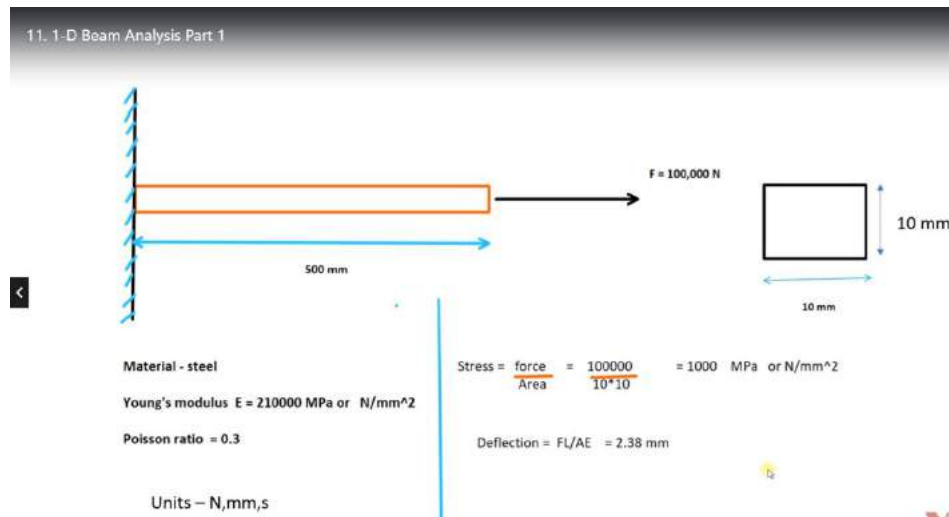 11. 1-D Beam Analysis Part 1
F = 100,000 N
10 mm
500 mm
10 mm
Material - steel
Young's modulus E = 210000 MPa or N/mm^2
Poisson ratio = 0.3
Units – N,mm,s
Stress = force = 100000 = 1000 MPa or N/mm^2
Area 10*10
Deflection = FL/AE = 2.38 mm